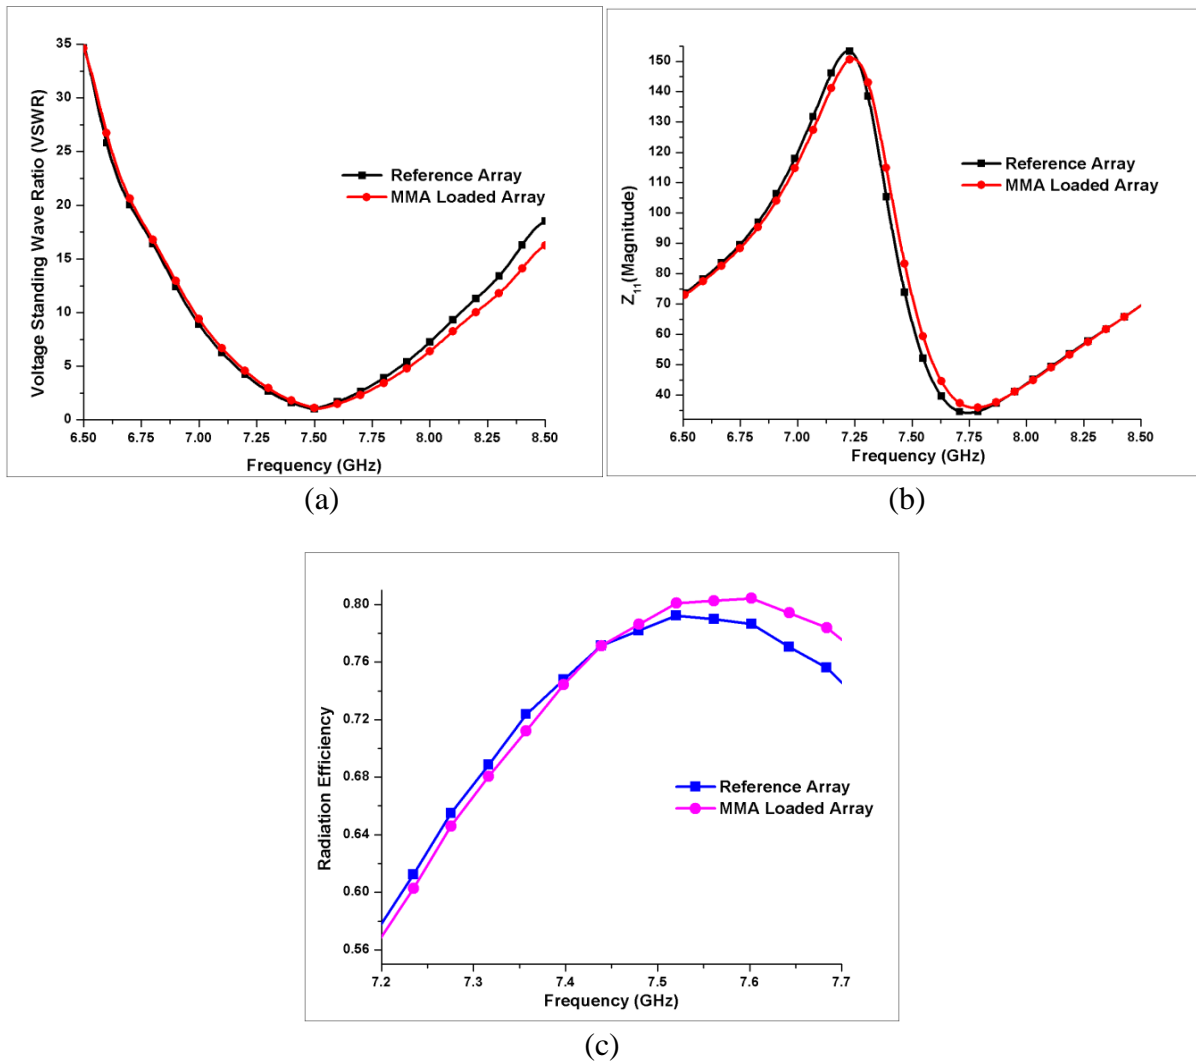 35
30
25
20
15
10
5
0
Voltage Standing Wave Ratio (VSWR)
Reference Array
MMA Loaded Array
6.50 6.75 7.00 7.25 7.50 7.75 8.00 8.25 8.50
Frequency (GHz)
(a)
150
140
130
120
110
100
90
80
70
60
50
40
Z11(Magnitude)
Reference Array
MMA Loaded Array
6.50 6.75 7.00 7.25 7.50 7.75 8.00 8.25 8.50
Frequency (GHz)
(b)
0.80
0.76
0.72
0.68
0.64
0.60
0.56
Radiation Efficiency
Reference Array
MMA Loaded Array
7.2 7.3 7.4 7.5 7.6 7.7
Frequency (GHz)
(c)